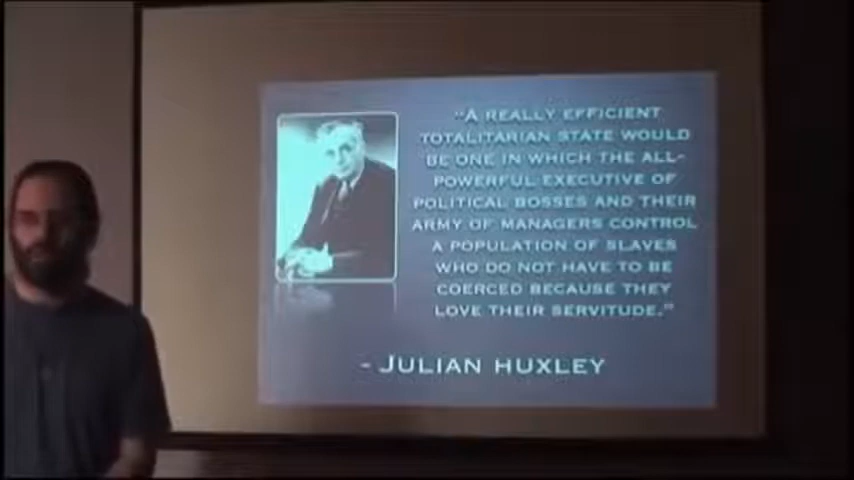 "A REALLY EFFICIENT
TOTALITARIAN STATE WOULD
BE ONE IN WHICH THE ALL-
POWERFUL EXECUTIVE OF
POLITICAL BOSSES AND THEIR
ARMY OF MANAGERS CONTROL
A POPULATION OF SLAVES
WHO DO NOT HAVE TO BE
COERCED BECAUSE THEY
LOVE THEIR SERVITUDE."
- JULIAN HUXLEY